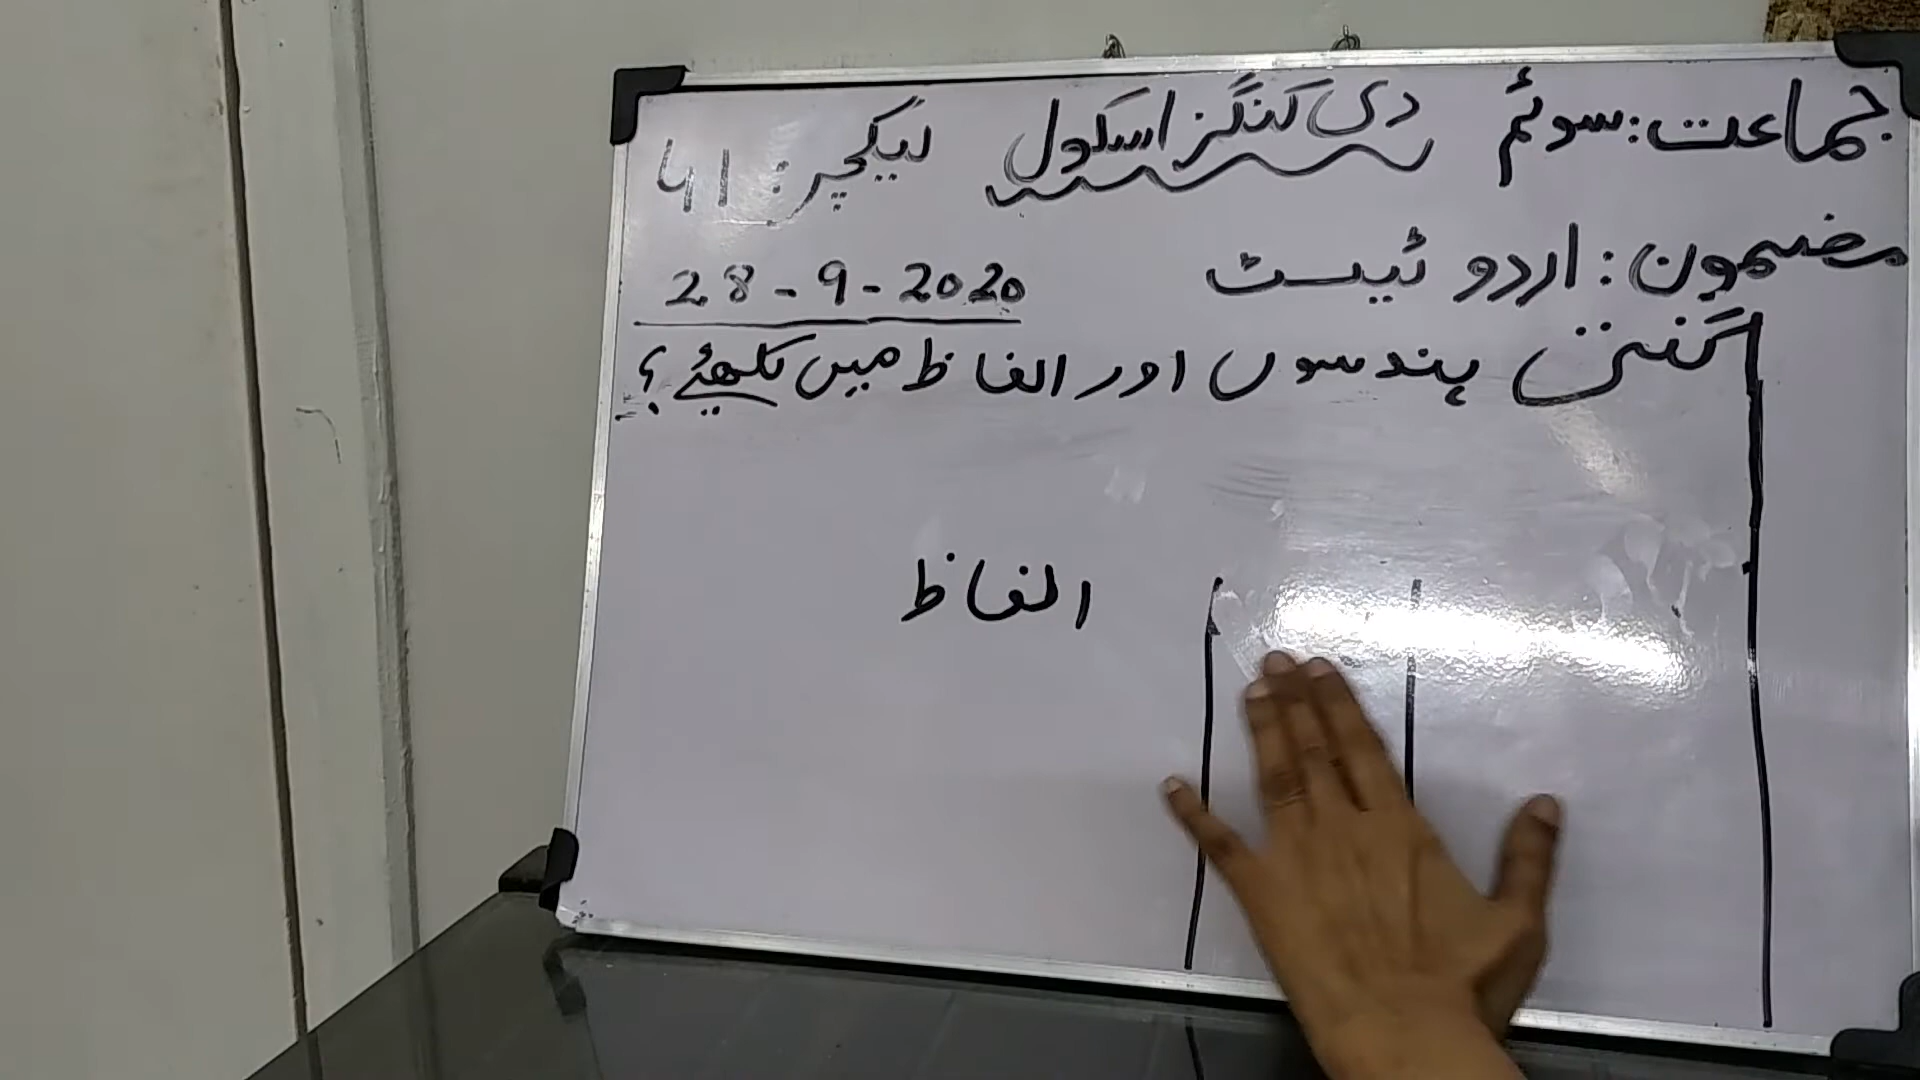 جماعت: سوئم دی کنگز اسکول لیکچر: 41
مضمون: اردو ٹیسٹ 28-9-2020
گنتی ہندسوں اور الفاظ میں لکھئیے؟
الفاظ